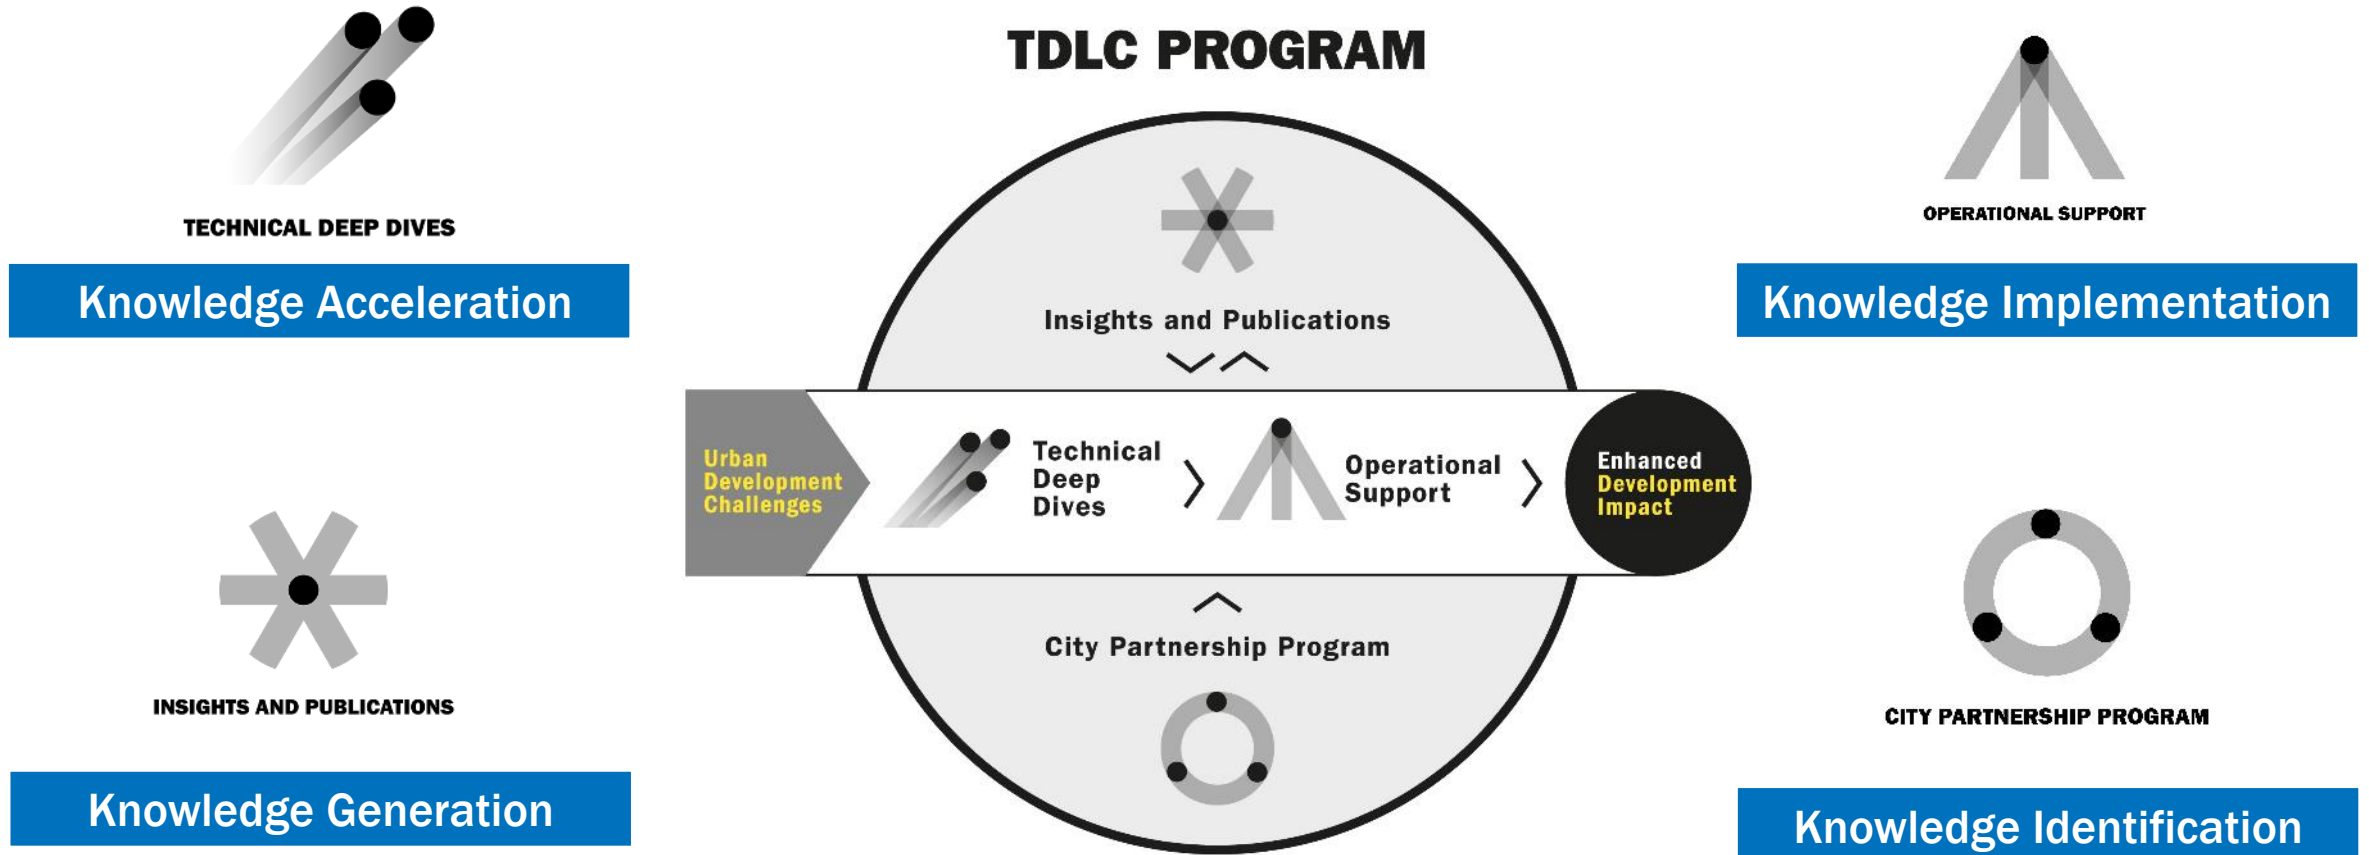 TDLC PROGRAM
TECHNICAL DEEP DIVES
Knowledge Acceleration
INSIGHTS AND PUBLICATIONS
Knowledge Generation
Insights and Publications
Urban
Development
Challenges
Technical
Deep
Dives
Operational
Support
Enhanced
Development
Impact
City Partnership Program
OPERATIONAL SUPPORT
Knowledge Implementation
CITY PARTNERSHIP PROGRAM
Knowledge Identification